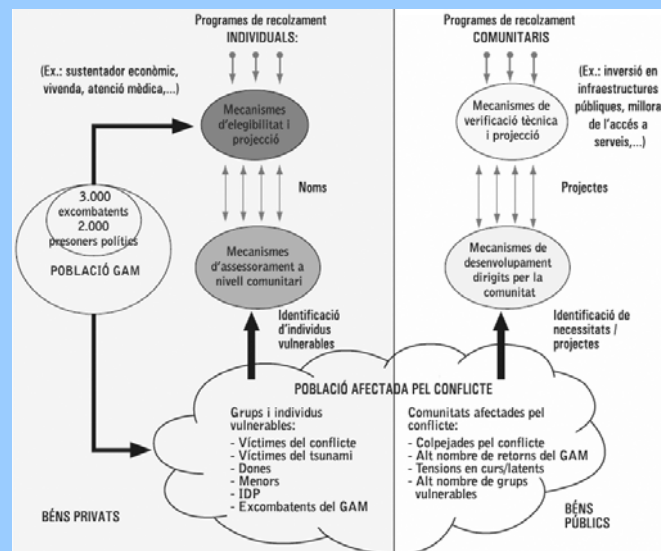 Programes de recolzament
INDIVIDUALS:
(Ex.: sustentador econòmic,
vivenda, atenció mèdica,...)
Mecanismes
d'elegibilitat i
projecció
Noms
3.000
excombatents
2.000
presoners polítics
POBLACIÓ GAM
Mecanismes
d'assessorament a
nivell comunitari
Identificació
d'individus
vulnerables
Programes de recolzament
COMUNITARIS
(Ex.: inversió en
infraestructures
públiques, millora
de l'accés a
serveis,...)
Mecanismes de
verificació tècnica
i projecció
Projectes
Mecanismes de
desenvolupament
dirigits per la
comunitat
Identificació de
necessitats /
projectes
POBLACIÓ AFECTADA PEL CONFLICTE
Grups i individus
vulnerables:
- Víctimes del conflicte
- Víctimes del tsunami
- Dones
- Menors
- IDP
- Excombatents del GAM
Comunitats afectades pel
conflicte:
- Colpejades pel conflicte
- Alt nombre de retorns del GAM
- Tensions en curs/latents
- Alt nombre de grups
vulnerables
BÉNS PRIVATS
BÉNS
PÚBLICS